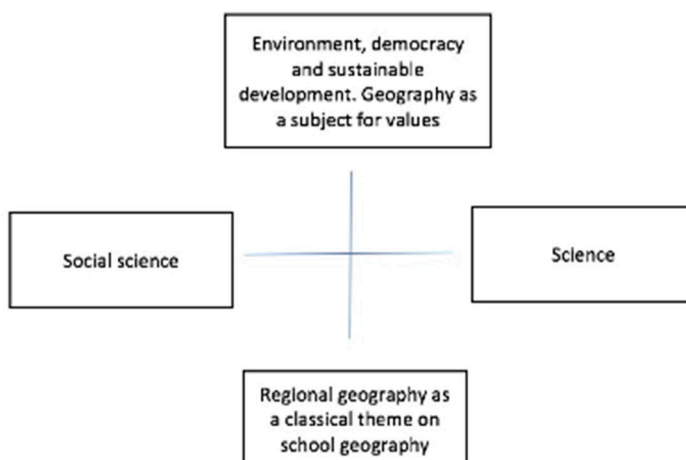 Environment, democracy
and sustainable
development. Geography as
a subject for values
Social science
Science
Regional geography as
a classical theme on
school geography